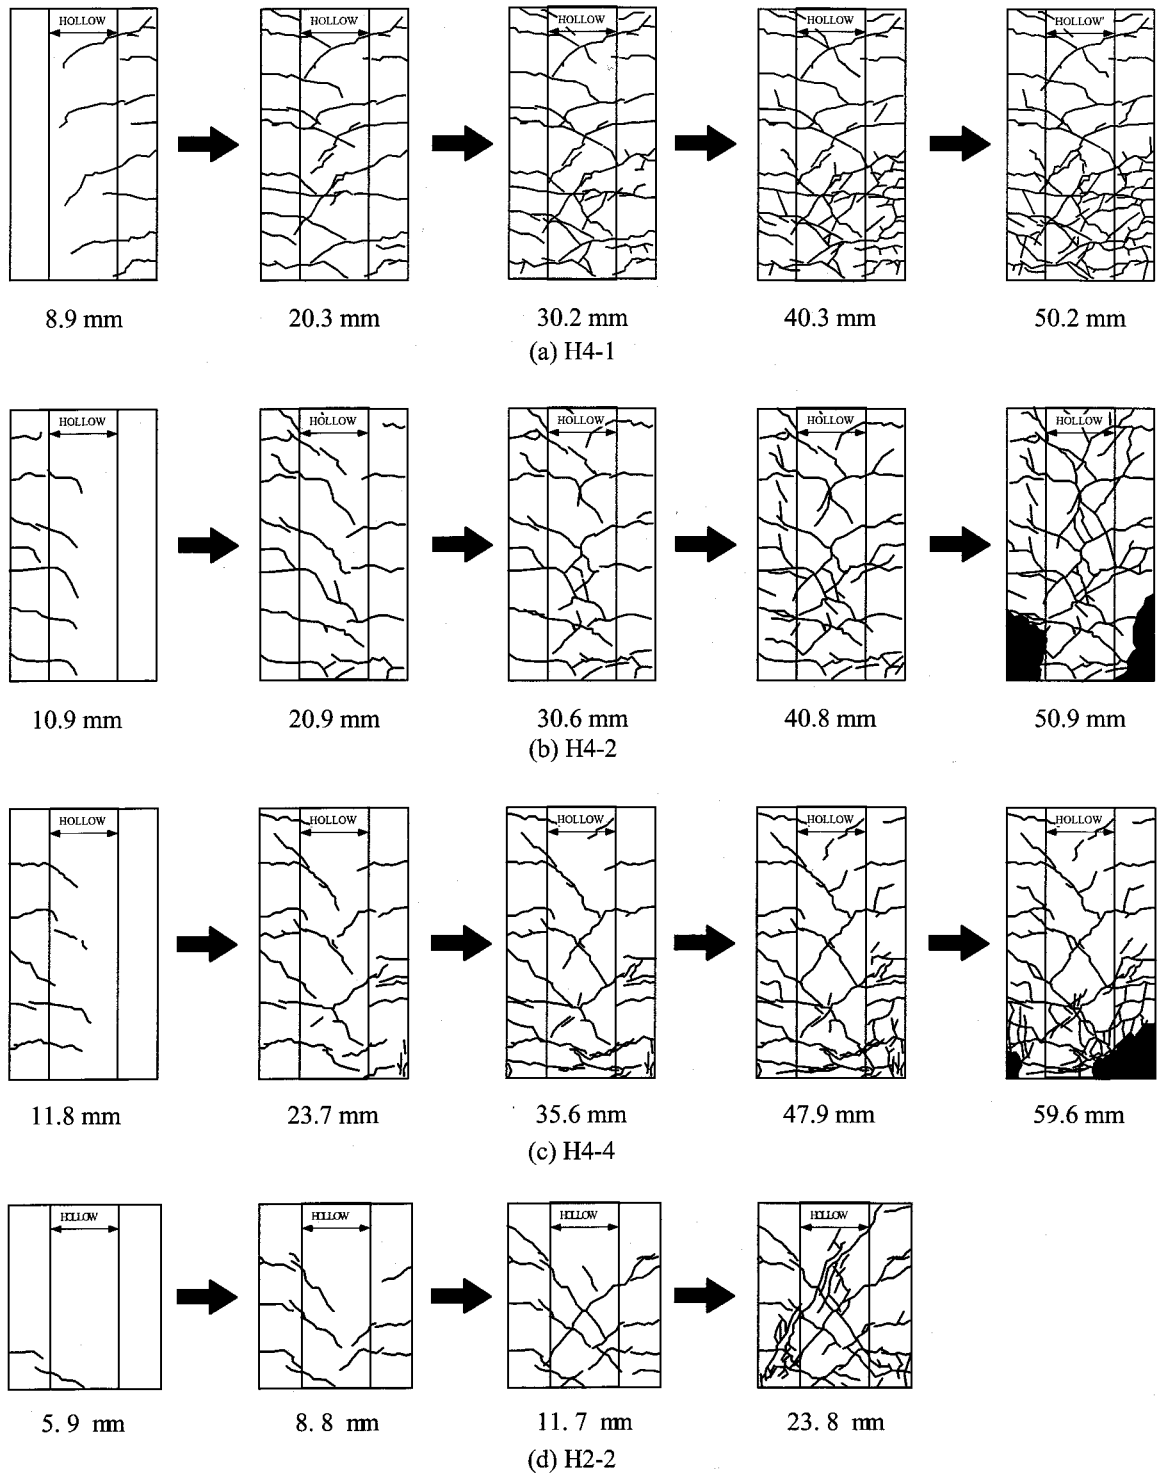 HOLLOW HOLLOW HOLLOW HOLLOW HOLLOW
8.9 mm 20.3 mm 30.2 mm 40.3 mm 50.2 mm
(a) H4-1
HOLLOW HOLLOW HOLLOW HOLLOW HOLLOW
10.9 mm 20.9 mm 30.6 mm 40.8 mm 50.9 mm
(b) H4-2
HOLLOW HOLLOW HOLLOW HOLLOW HOLLOW
11.8 mm 23.7 mm 35.6 mm 47.9 mm 59.6 mm
(c) H4-4
HOLLOW HOLLOW HOLLOW HOLLOW
5. 9 mm 8. 8 mm 11. 7 mm 23. 8 mm
(d) H2-2